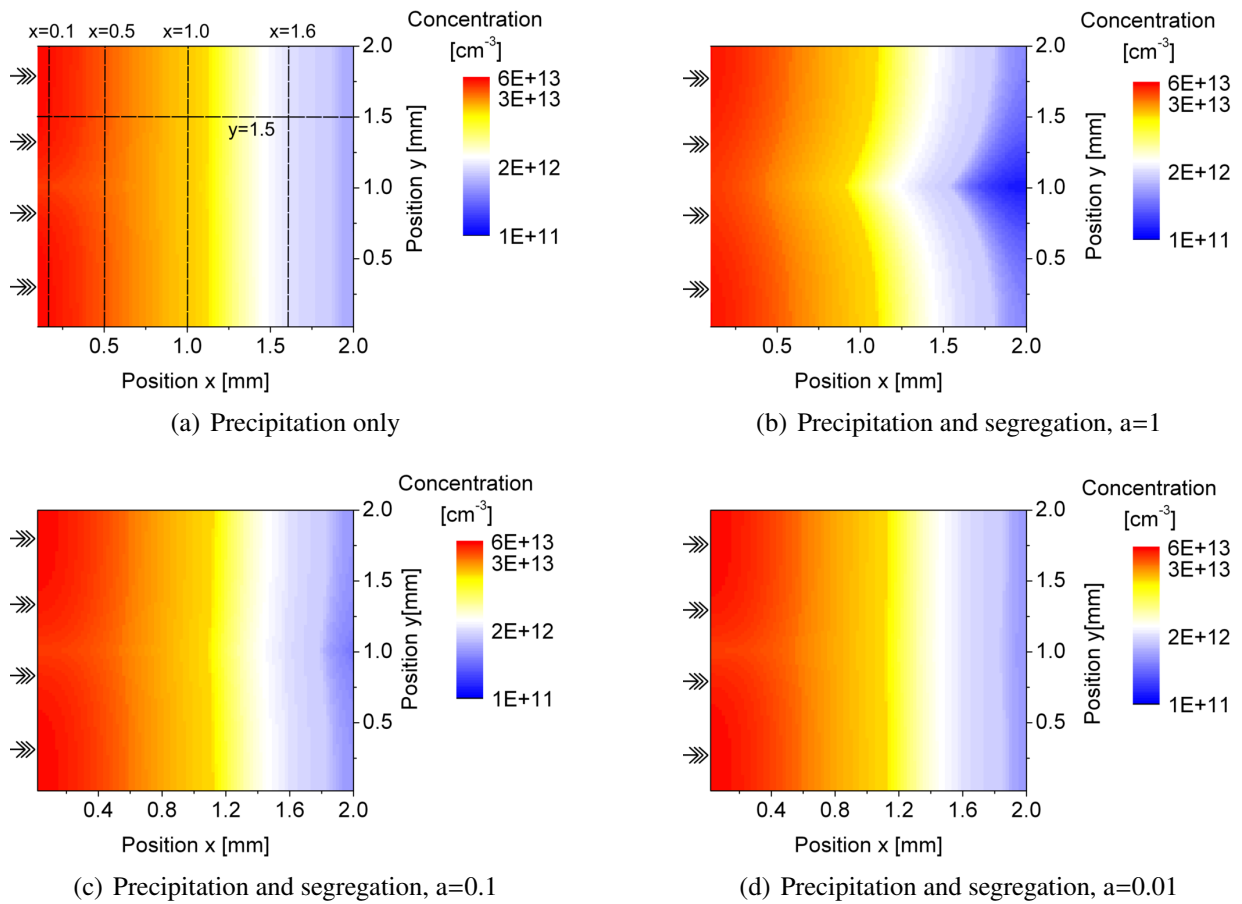 x=0.1 x=0.5 x=1.0 x=1.6
y=1.5
2.0
1.5
1.0
0.5
Position y [mm]
0.5 1.0 1.5 2.0
Position x [mm]
Concentration
[cm-3]
6E+13
3E+13
2E+12
1E+11
(a) Precipitation only
2.0
1.5
1.0
0.5
Position y [mm]
0.5 1.0 1.5 2.0
Position x [mm]
Concentration
[cm-3]
6E+13
3E+13
2E+12
1E+11
(b) Precipitation and segregation, a=1
2.0
1.5
1.0
0.5
Position y[mm]
0.4 0.8 1.2 1.6 2.0
Position x [mm]
Concentration
[cm-3]
6E+13
3E+13
2E+12
1E+11
(c) Precipitation and segregation, a=0.1
2.0
1.5
1.0
0.5
Position y[mm]
0.4 0.8 1.2 1.6 2.0
Position x [mm]
Concentration
[cm-3]
6E+13
3E+13
2E+12
1E+11
(d) Precipitation and segregation, a=0.01